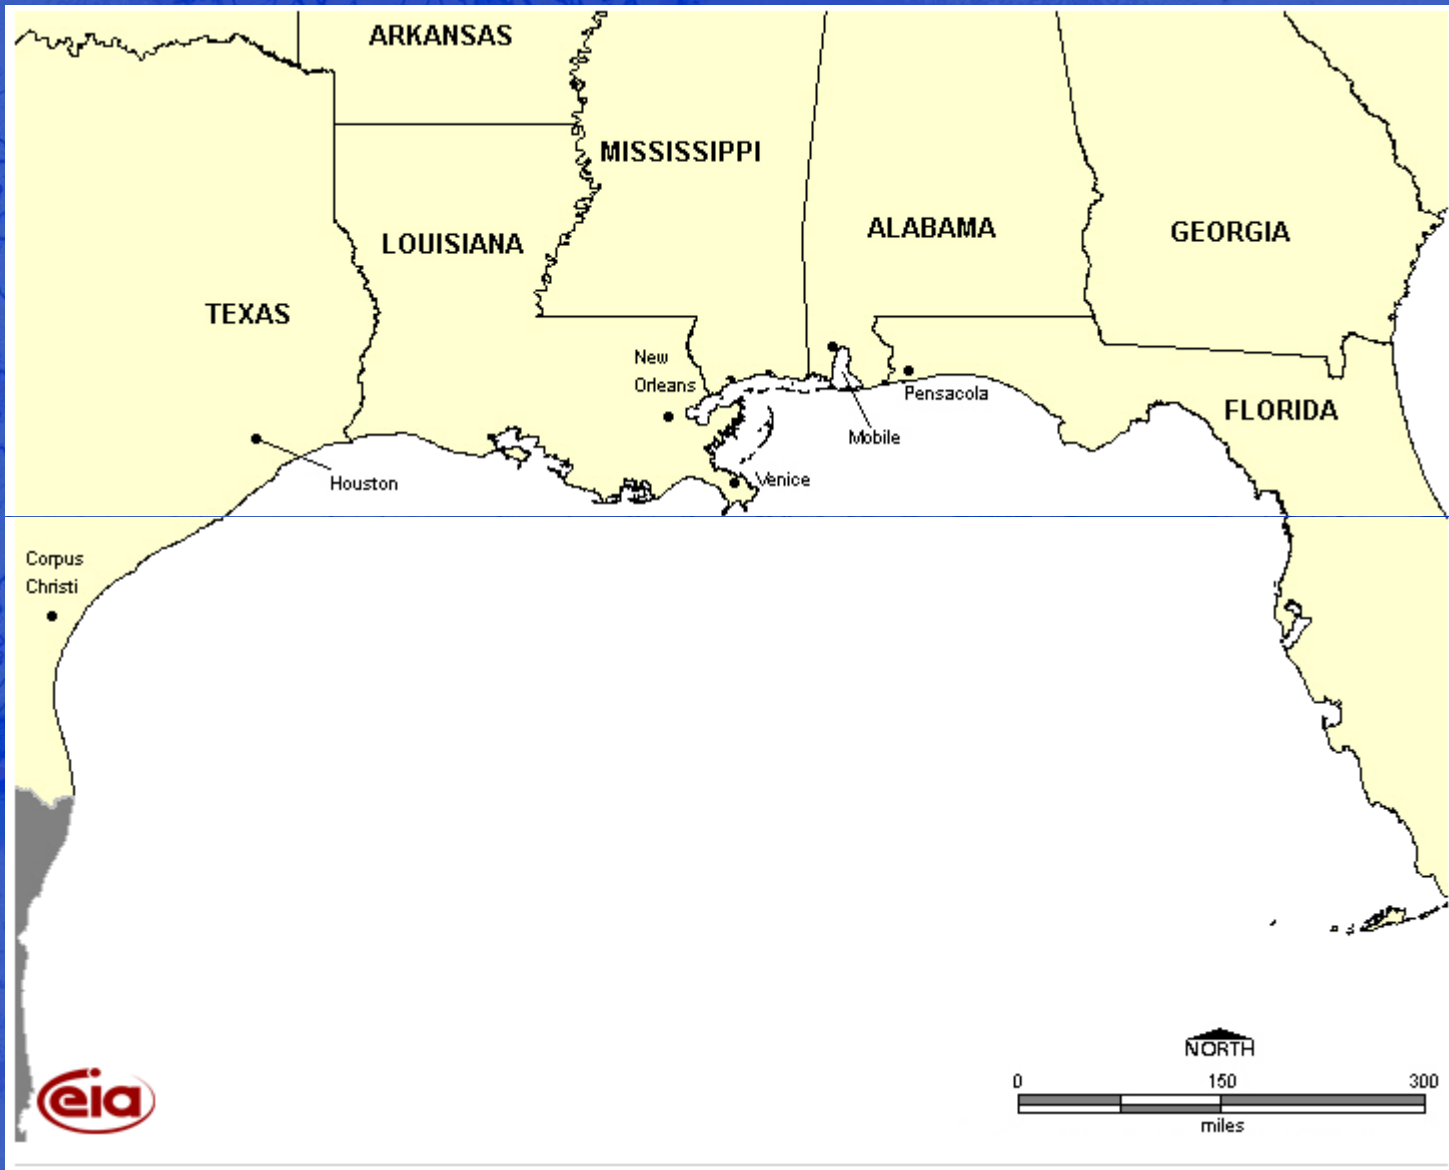 ARKANSAS
MISSISSIPPI
ALABAMA
GEORGIA
LOUISIANA
TEXAS
New
Orleans
Pensacola
FLORIDA
Mobile
Houston
Venice
Corpus
Christi
NORTH
0 150 300
miles
eia